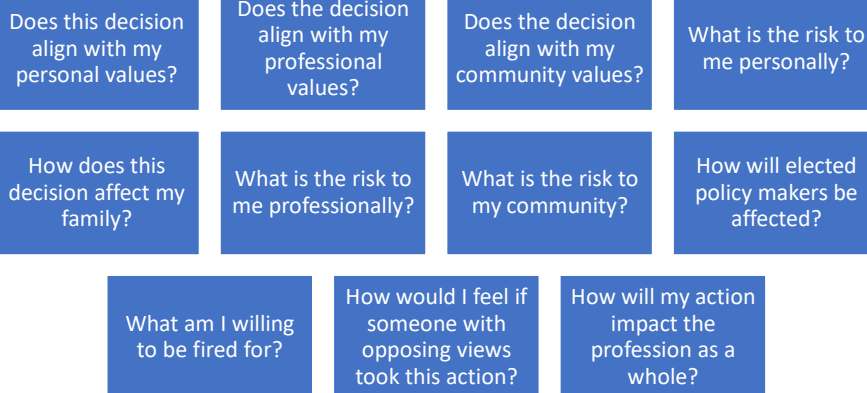 Does this decision
align with my
personal values?
Does the decision
align with my
professional
values?
Does the decision
align with my
community values?
What is the risk to
me personally?
How does this
decision affect my
family?
What is the risk to
me professionally?
What is the risk to
my community?
How will elected
policy makers be
affected?
What am I willing
to be fired for?
How would I feel if
someone with
opposing views
took this action?
How will my action
impact the
profession as a
whole?